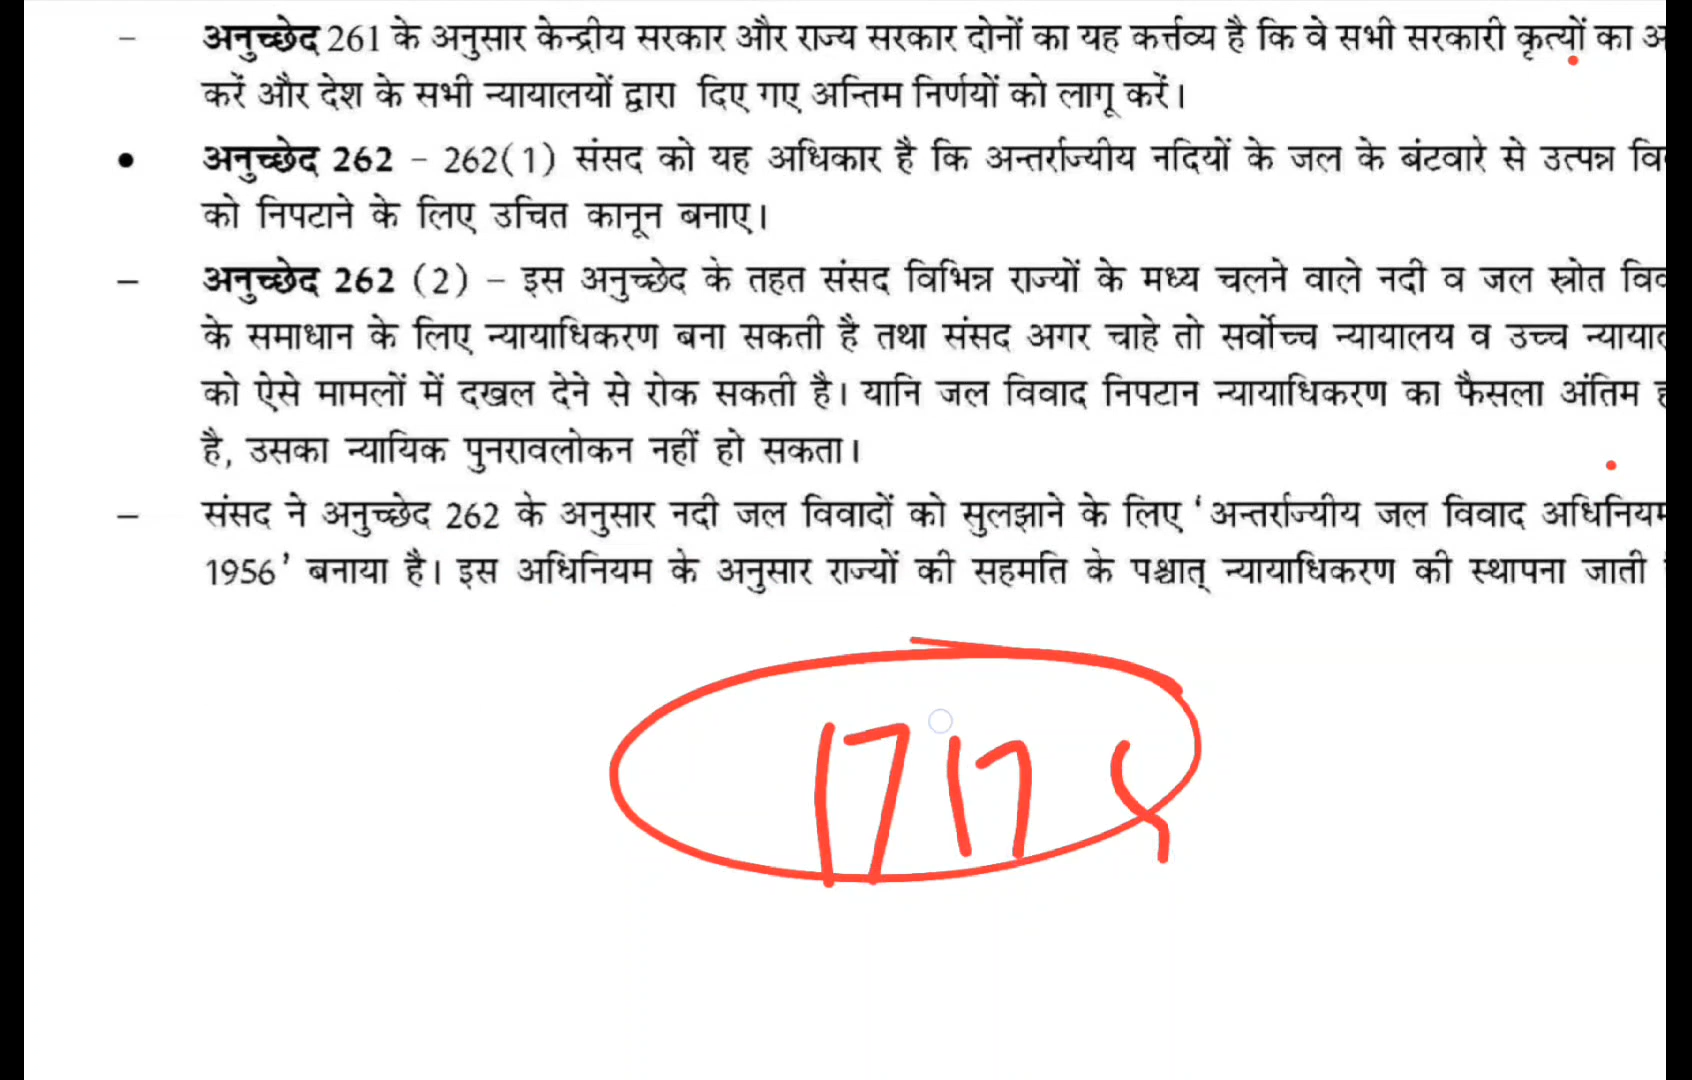 – अनुच्छेद 261 के अनुसार केन्द्रीय सरकार और राज्य सरकार दोनों का यह कर्त्तव्य है कि वे सभी सरकारी कृत्यों का
करें और देश के सभी न्यायालयों द्वारा दिए गए अन्तिम निर्णयों को लागू करें।
• अनुच्छेद 262 – 262(1) संसद को यह अधिकार है कि अन्तर्राज्यीय नदियों के जल के बंटवारे से उत्पन्न
को निपटाने के लिए उचित कानून बनाए।
– अनुच्छेद 262 (2) – इस अनुच्छेद के तहत संसद विभिन्न राज्यों के मध्य चलने वाले नदी व जल स्त्रोत
के समाधान के लिए न्यायाधिकरण बना सकती है तथा संसद अगर चाहे तो सर्वोच्च न्यायालय व उच्च
को ऐसे मामलों में दखल देने से रोक सकती है। यानि जल विवाद निपटान न्यायाधिकरण का फैसला अंतिम
है, उसका न्यायिक पुनरावलोकन नहीं हो सकता।
– संसद ने अनुच्छेद 262 के अनुसार नदी जल विवादों को सुलझाने के लिए ‘अन्तर्राज्यीय जल विवाद अधिनियम
1956’ बनाया है। इस अधिनियम के अनुसार राज्यों की सहमति के पश्चात् न्यायाधिकरण की स्थापना जाती